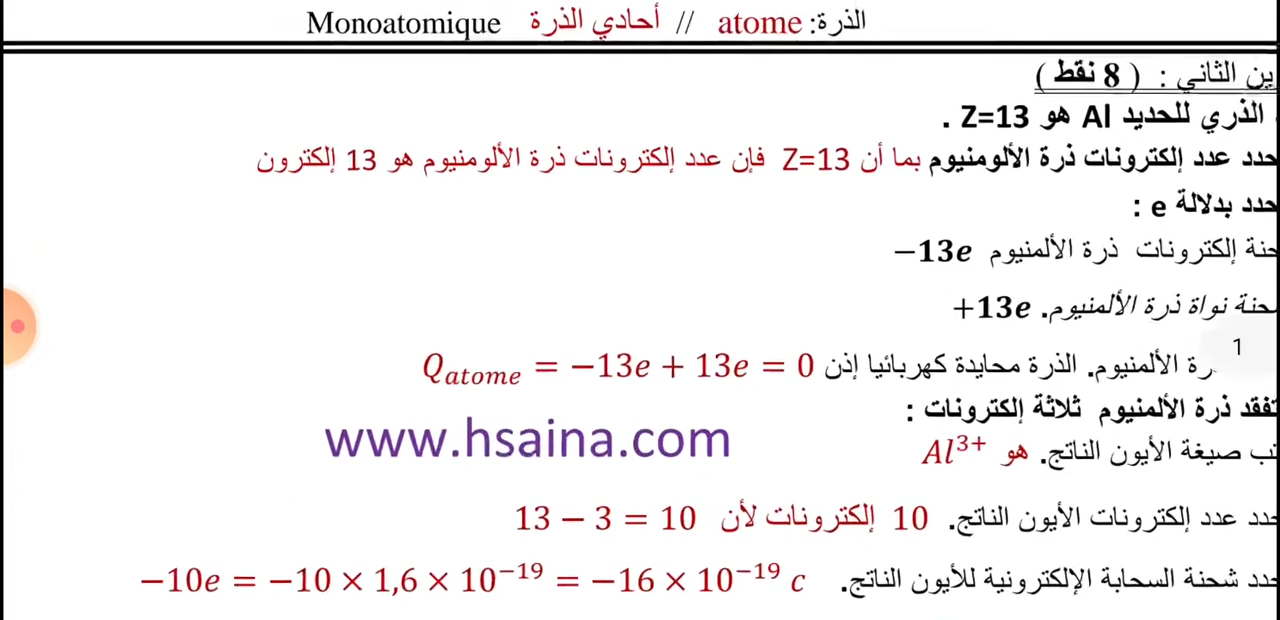 الذرة: atome // أحادي الذرة Monoatomique
ين الثاني : ( 8 نقط )
الذري للحديد Al هو Z=13 .
حدد عدد إلكترونات ذرة الألومنيوم بما أن Z=13 فإن عدد إلكترونات ذرة الألومنيوم هو 13 إلكترون
حدد بدلالة e :
حنة إلكترونات ذرة الألمنيوم −13e
حنة نواة ذرة الألمنيوم. +13e
1
رة الألمنيوم. الذرة محايدة كهربائيا إذن Qatome = −13e + 13e = 0
تفقد ذرة الألمنيوم ثلاثة إلكترونات :
www.hsaina.com
تب صيغة الأيون الناتج. هو Al³⁺
حدد عدد إلكترونات الأيون الناتج. 10 إلكترونات لأن 13 − 3 = 10
حدد شحنة السحابة الإلكترونية للأيون الناتج. −10e = −10 × 1,6 × 10⁻¹⁹ = −16 × 10⁻¹⁹ c